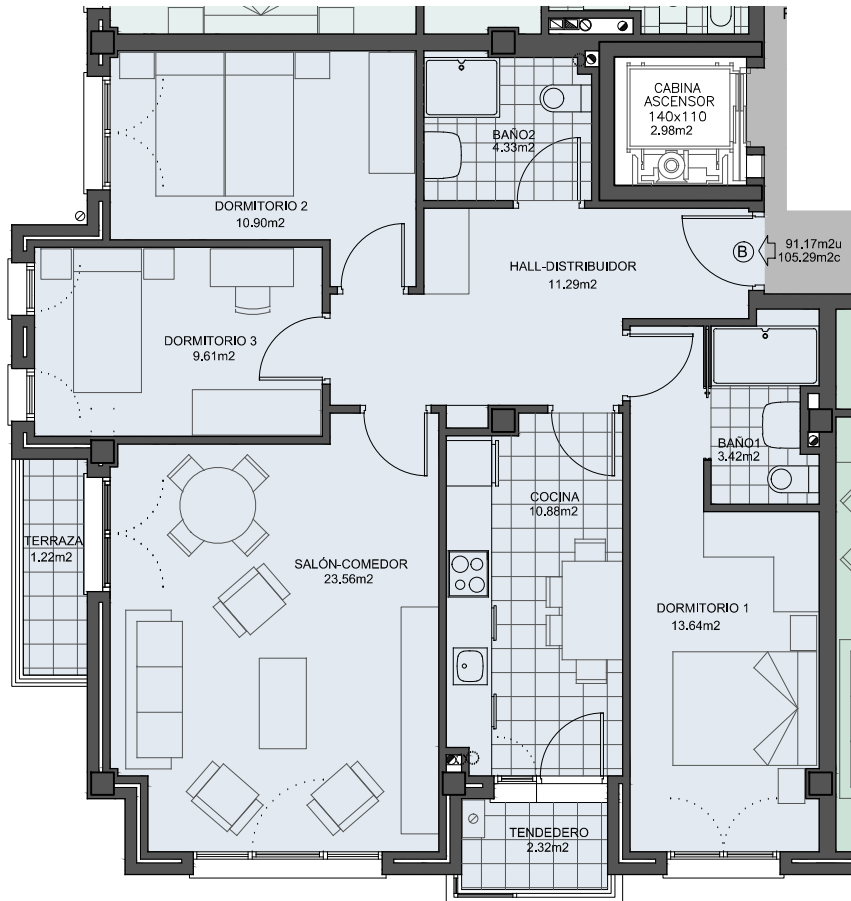 CABINA
ASCENSOR
140x110
2.98m2
BAÑO2
4.33m2
DORMITORIO 2
10.90m2
HALL-DISTRIBUIDOR
11.29m2
B
91.17m2u
105.29m2c
DORMITORIO 3
9.61m2
BAÑO1
3.42m2
COCINA
10.88m2
TERRAZA
1.22m2
SALÓN-COMEDOR
23.56m2
DORMITORIO 1
13.64m2
TENDEDERO
2.32m2